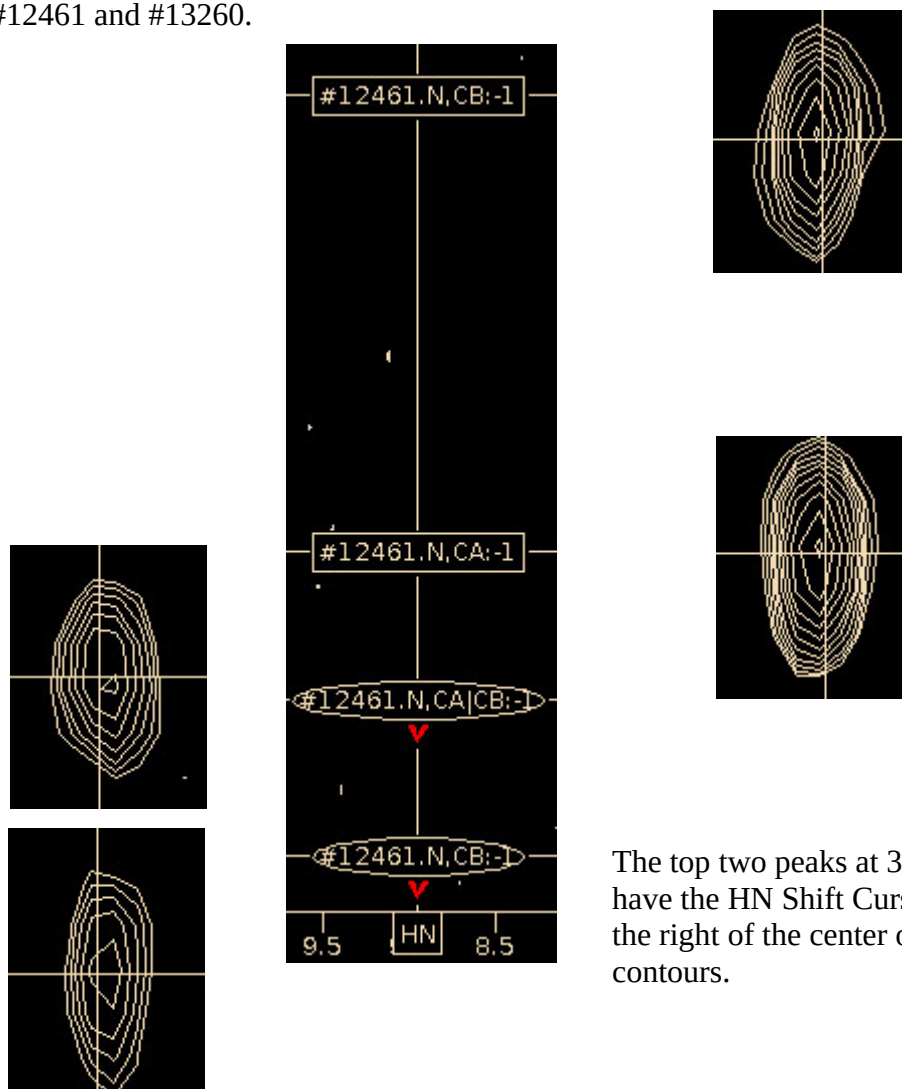 #12461 and #13260.
#12461.N,CB:-1
#12461.N,CA:-1
#12461.N,CA|CB:-1
#12461.N,CB:-1
9.5 HN 8.5
The top two peaks at 3
have the HN Shift Curs
the right of the center o
contours.